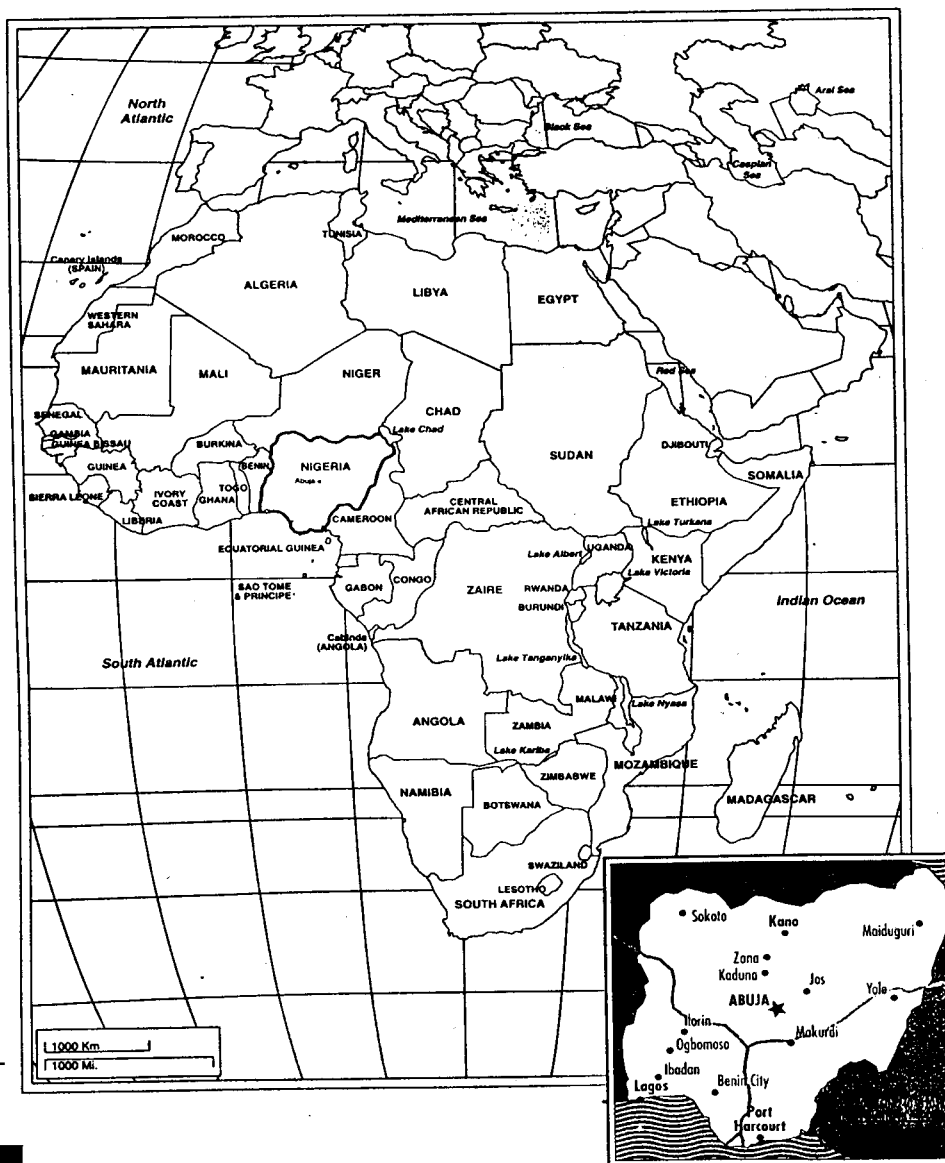 North
Atlantic
Aral Sea
Black Sea
Caspian
Sea
Mediterranean Sea
TUNISIA
MOROCCO
Canary Islands
(SPAIN)
ALGERIA
LIBYA
EGYPT
WESTERN
SAHARA
MAURITANIA
MALI
NIGER
Red Sea
CHAD
SENEGAL
GAMBIA
GUINEA BISSAU
Lake Chad
BURKINA
DJIBOUTI
GUINEA
BENIN
NIGERIA
SUDAN
SOMALIA
Abuja
TOGO
SIERRA LEONE
IVORY
COAST
GHANA
ETHIOPIA
CENTRAL
AFRICAN REPUBLIC
LIBERIA
CAMEROON
Lake Turkana
EQUATORIAL GUINEA
Lake Albert
UGANDA
KENYA
Lake Victoria
GABON
CONGO
ZAIRE
RWANDA
SAO TOME
& PRINCIPE
BURUNDI
Indian Ocean
TANZANIA
Cabinda
(ANGOLA)
South Atlantic
Lake Tanganyika
MALAWI
Lake Nyasa
ANGOLA
ZAMBIA
Lake Kariba
MOZAMBIQUE
ZIMBABWE
NAMIBIA
BOTSWANA
MADAGASCAR
SWAZILAND
LESOTHO
SOUTH AFRICA
1000 Km
1000 Mi.
Sokoto
Kano
Maiduguri
Zana
Kaduna
Jos
Yole
ABUJA
Ilorin
Makurdi
Ogbomoso
Ibadan
Lagos
Benin City
Port
Harcourt